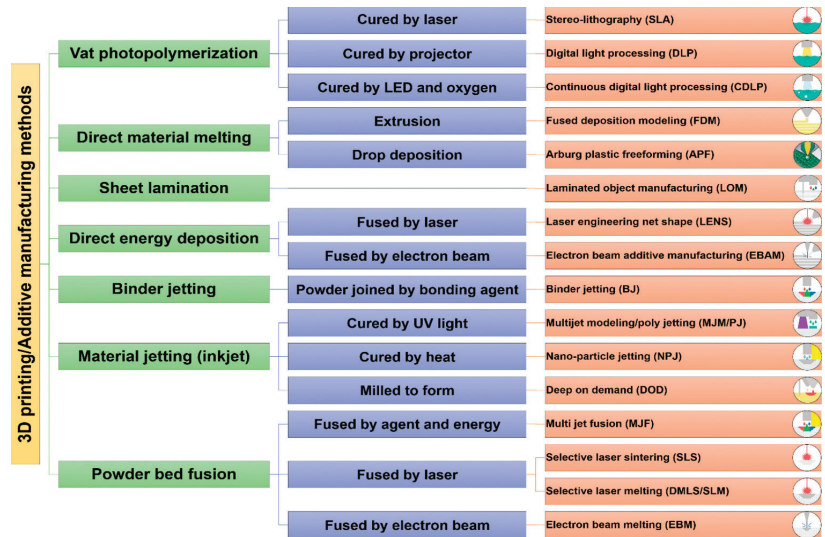 3D printing/Additive manufacturing methods
Vat photopolymerization
Cured by laser
Stereo-lithography (SLA)
Cured by projector
Digital light processing (DLP)
Cured by LED and oxygen
Continuous digital light processing (CDLP)
Direct material melting
Extrusion
Fused deposition modeling (FDM)
Drop deposition
Arburg plastic freeforming (APF)
Sheet lamination
Laminated object manufacturing (LOM)
Direct energy deposition
Fused by laser
Laser engineering net shape (LENS)
Fused by electron beam
Electron beam additive manufacturing (EBAM)
Binder jetting
Powder joined by bonding agent
Binder jetting (BJ)
Material jetting (inkjet)
Cured by UV light
Multijet modeling/poly jetting (MJM/PJ)
Cured by heat
Nano-particle jetting (NPJ)
Milled to form
Deep on demand (DOD)
Powder bed fusion
Fused by agent and energy
Multi jet fusion (MJF)
Fused by laser
Selective laser sintering (SLS)
Selective laser melting (DMLS/SLM)
Fused by electron beam
Electron beam melting (EBM)